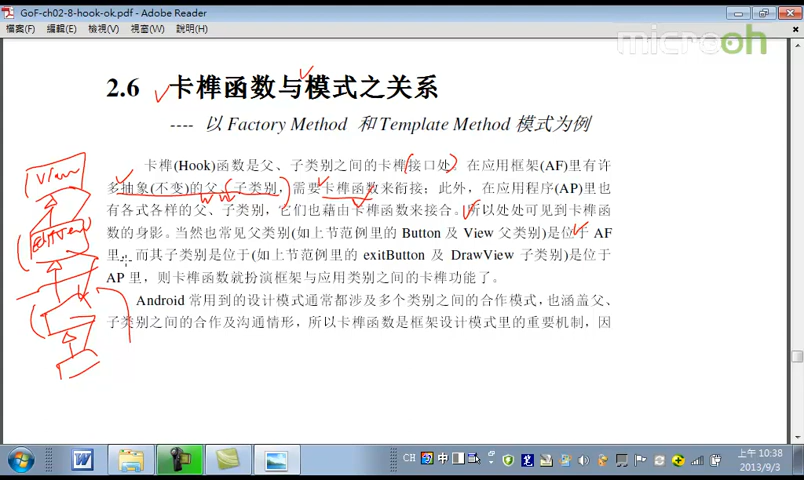 GoF-ch02-8-hook-ok.pdf - Adobe Reader
檔案(F) 編輯(E) 檢視(V) 視窗(W) 說明(H)
microoh
2.6 卡榫函数与模式之关系
---- 以 Factory Method 和 Template Method 模式为例
卡榫(Hook)函数是父、子类别之间的卡榫接口处。在应用框架(AF)里有许
多抽象(不变)的父、子类别，需要卡榫函数来衔接；此外，在应用程序(AP)里也
有各式各样的父、子类别，它们也藉由卡榫函数来接合。所以处处可见到卡榫函
数的身影。当然也常见父类别(如上节范例里的 Button 及 View 父类别)是位于 AF
里，而其子类别是位于(如上节范例里的 exitButton 及 DrawView 子类别)是位于
AP 里，则卡榫函数就扮演框架与应用类别之间的卡榫功能了。
Android 常用到的设计模式通常都涉及多个类别之间的合作模式，也涵盖父、
子类别之间的合作及沟通情形，所以卡榫函数是框架设计模式里的重要机制，因
View
CH 中
上午 10:38
2013/9/3